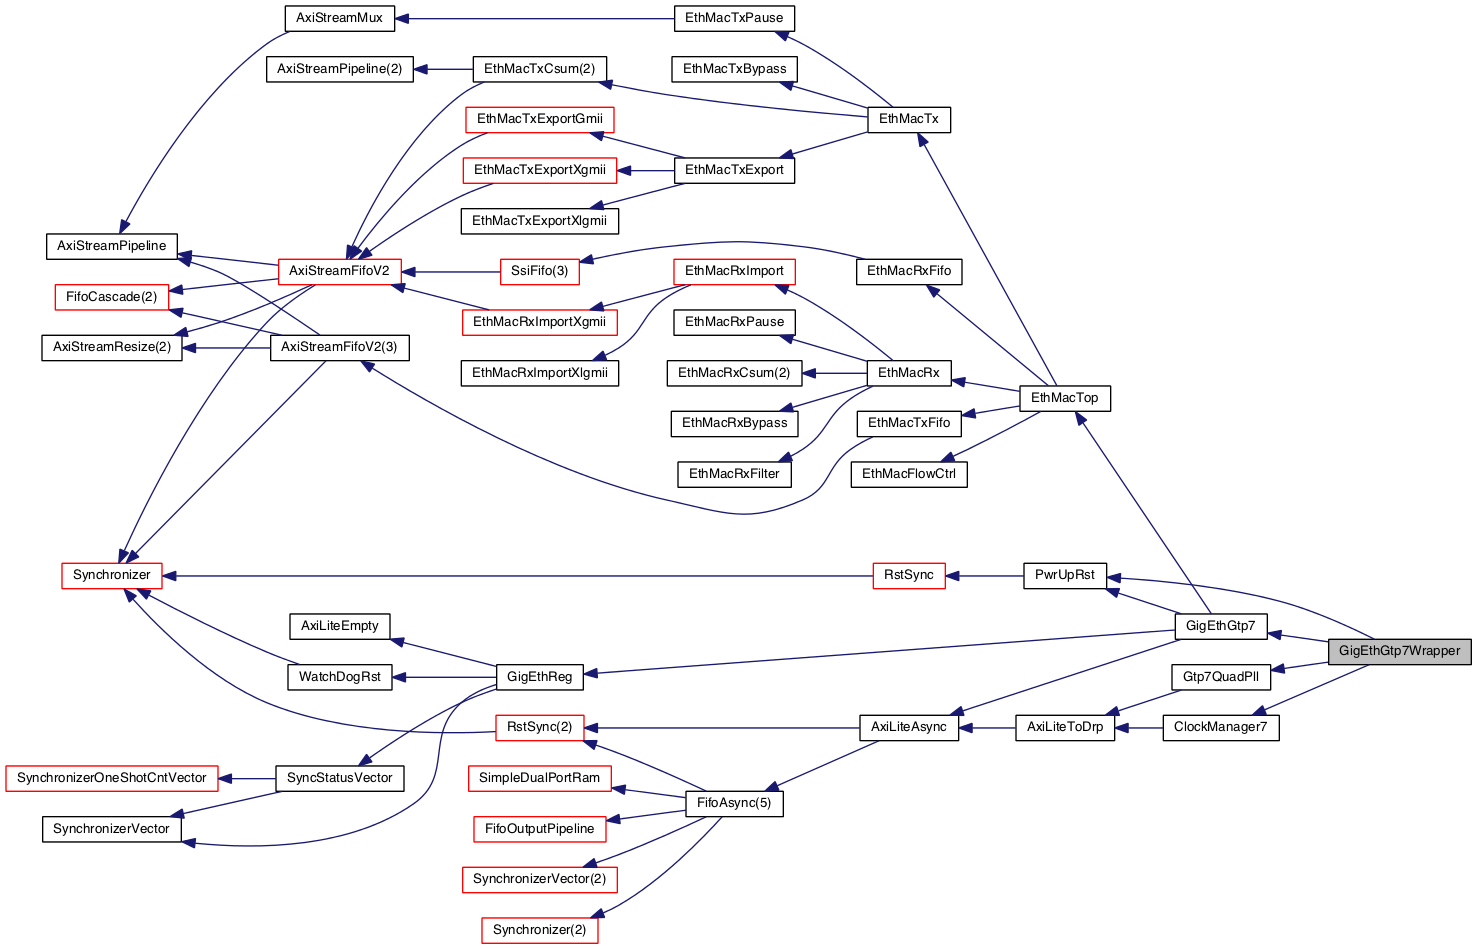 AxiStreamMux
EthMacTxPause
AxiStreamPipeline(2)
EthMacTxCsum(2)
EthMacTxBypass
EthMacTxExportGmii
EthMacTx
EthMacTxExportXgmii
EthMacTxExport
EthMacTxExportXlgmii
AxiStreamPipeline
AxiStreamFifoV2
SsiFifo(3)
EthMacRxImport
EthMacRxFifo
FifoCascade(2)
EthMacRxImportXgmii
EthMacRxPause
AxiStreamResize(2)
AxiStreamFifoV2(3)
EthMacRxImportXlgmii
EthMacRxCsum(2)
EthMacRx
EthMacTop
EthMacRxBypass
EthMacTxFifo
EthMacRxFilter
EthMacFlowCtrl
Synchronizer
RstSync
PwrUpRst
AxiLiteEmpty
GigEthGtp7
GigEthGtp7Wrapper
WatchDogRst
GigEthReg
Gtp7QuadPll
RstSync(2)
AxiLiteAsync
AxiLiteToDrp
ClockManager7
SynchronizerOneShotCntVector
SyncStatusVector
SimpleDualPortRam
FifoAsync(5)
SynchronizerVector
FifoOutputPipeline
SynchronizerVector(2)
Synchronizer(2)